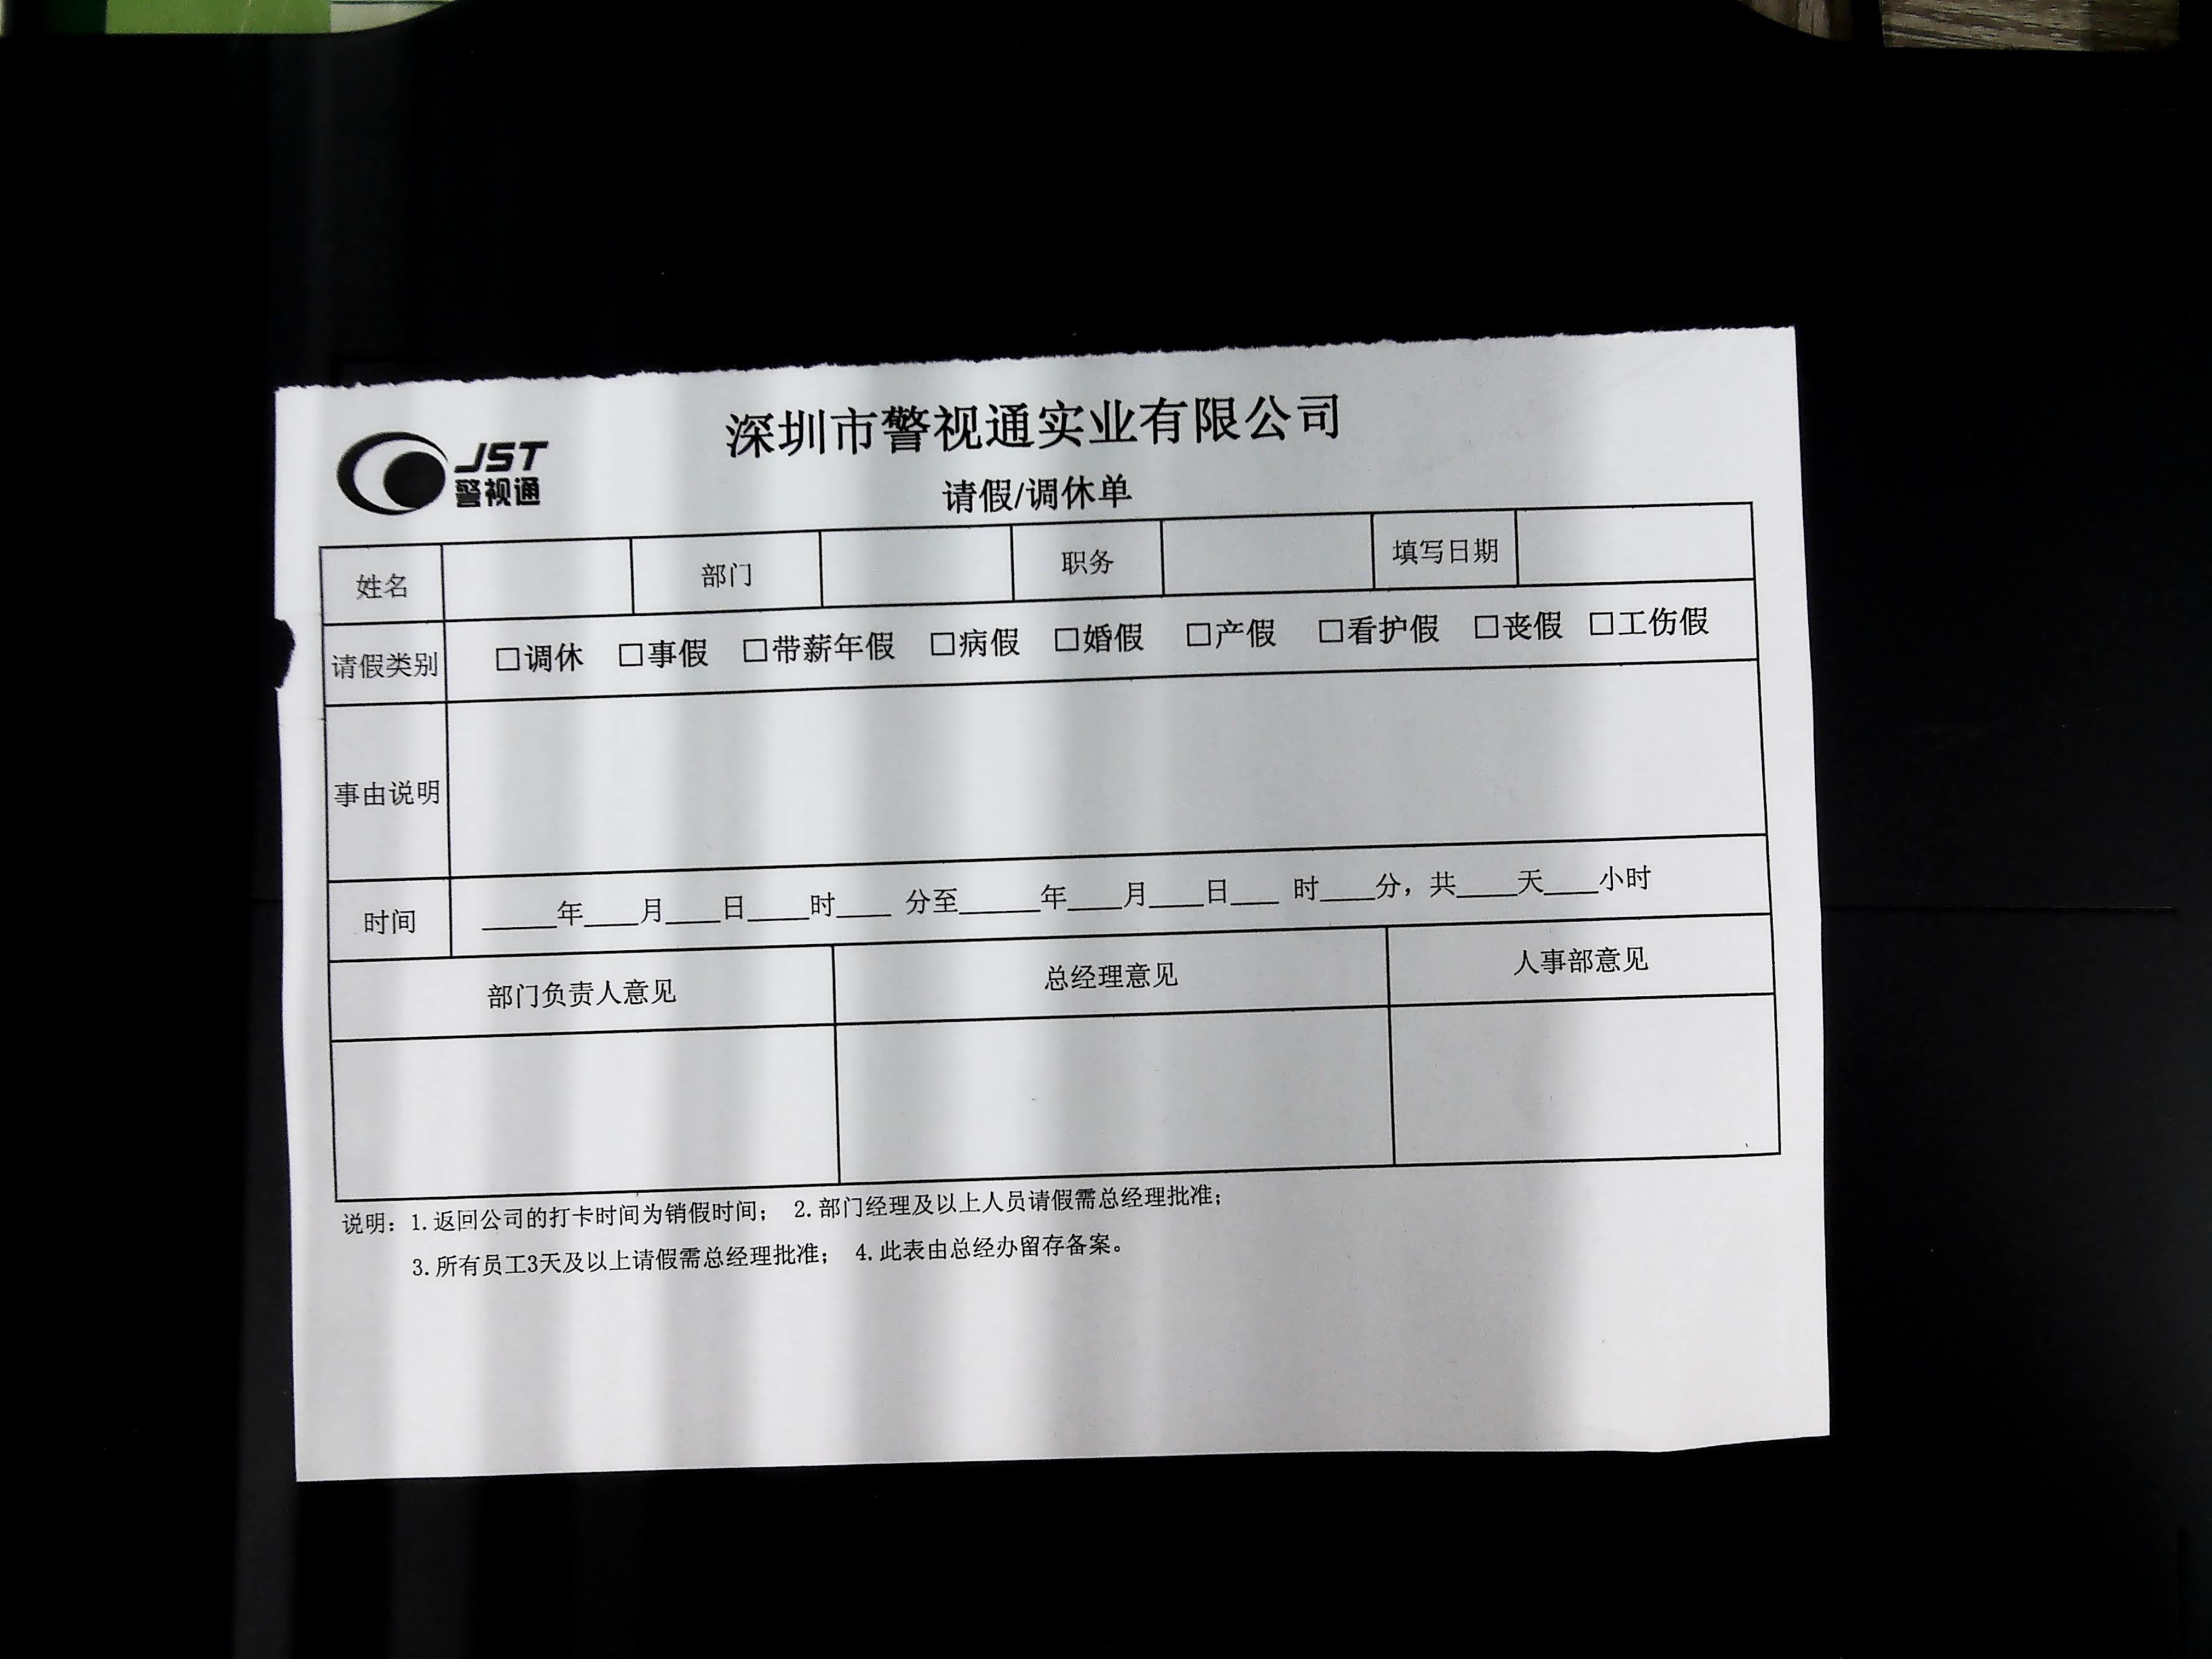 深圳市警视通实业有限公司
JST
警视通
请假/调休单
姓名 部门 职务 填写日期
请假类别 □调休 □事假 □带薪年假 □病假 □婚假 □产假 □看护假 □丧假 □工伤假
事由说明
时间 ______年____月____日____时____ 分至______年____月____日____ 时____分，共____天____小时
部门负责人意见 总经理意见 人事部意见
说明：1.返回公司的打卡时间为销假时间； 2.部门经理及以上人员请假需总经理批准；
3.所有员工3天及以上请假需总经理批准； 4.此表由总经办留存备案。